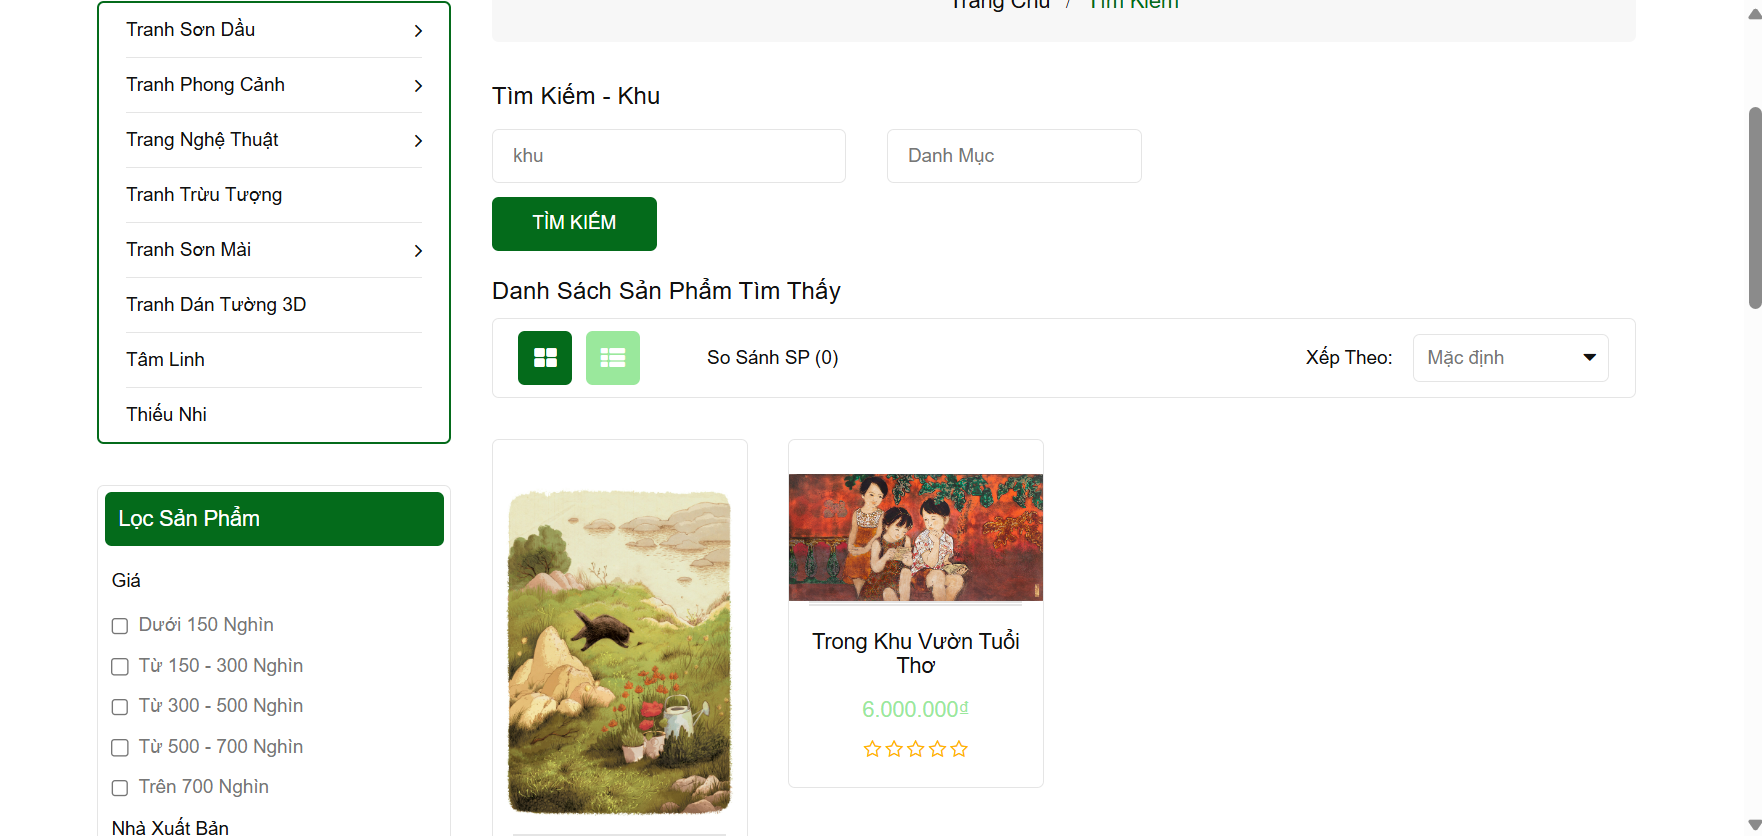 Trang Chủ / Tìm Kiếm
Tranh Sơn Dầu
Tranh Phong Cảnh
Trang Nghệ Thuật
Tranh Trừu Tượng
Tranh Sơn Mài
Tranh Dán Tường 3D
Tâm Linh
Thiếu Nhi
Lọc Sản Phẩm
Giá
Dưới 150 Nghìn
Từ 150 - 300 Nghìn
Từ 300 - 500 Nghìn
Từ 500 - 700 Nghìn
Trên 700 Nghìn
Nhà Xuất Bản
Tìm Kiếm - Khu
khu
Danh Mục
TÌM KIẾM
Danh Sách Sản Phẩm Tìm Thấy
So Sánh SP (0)
Xếp Theo:
Mặc định
Trong Khu Vườn Tuổi
Thơ
6.000.000₫